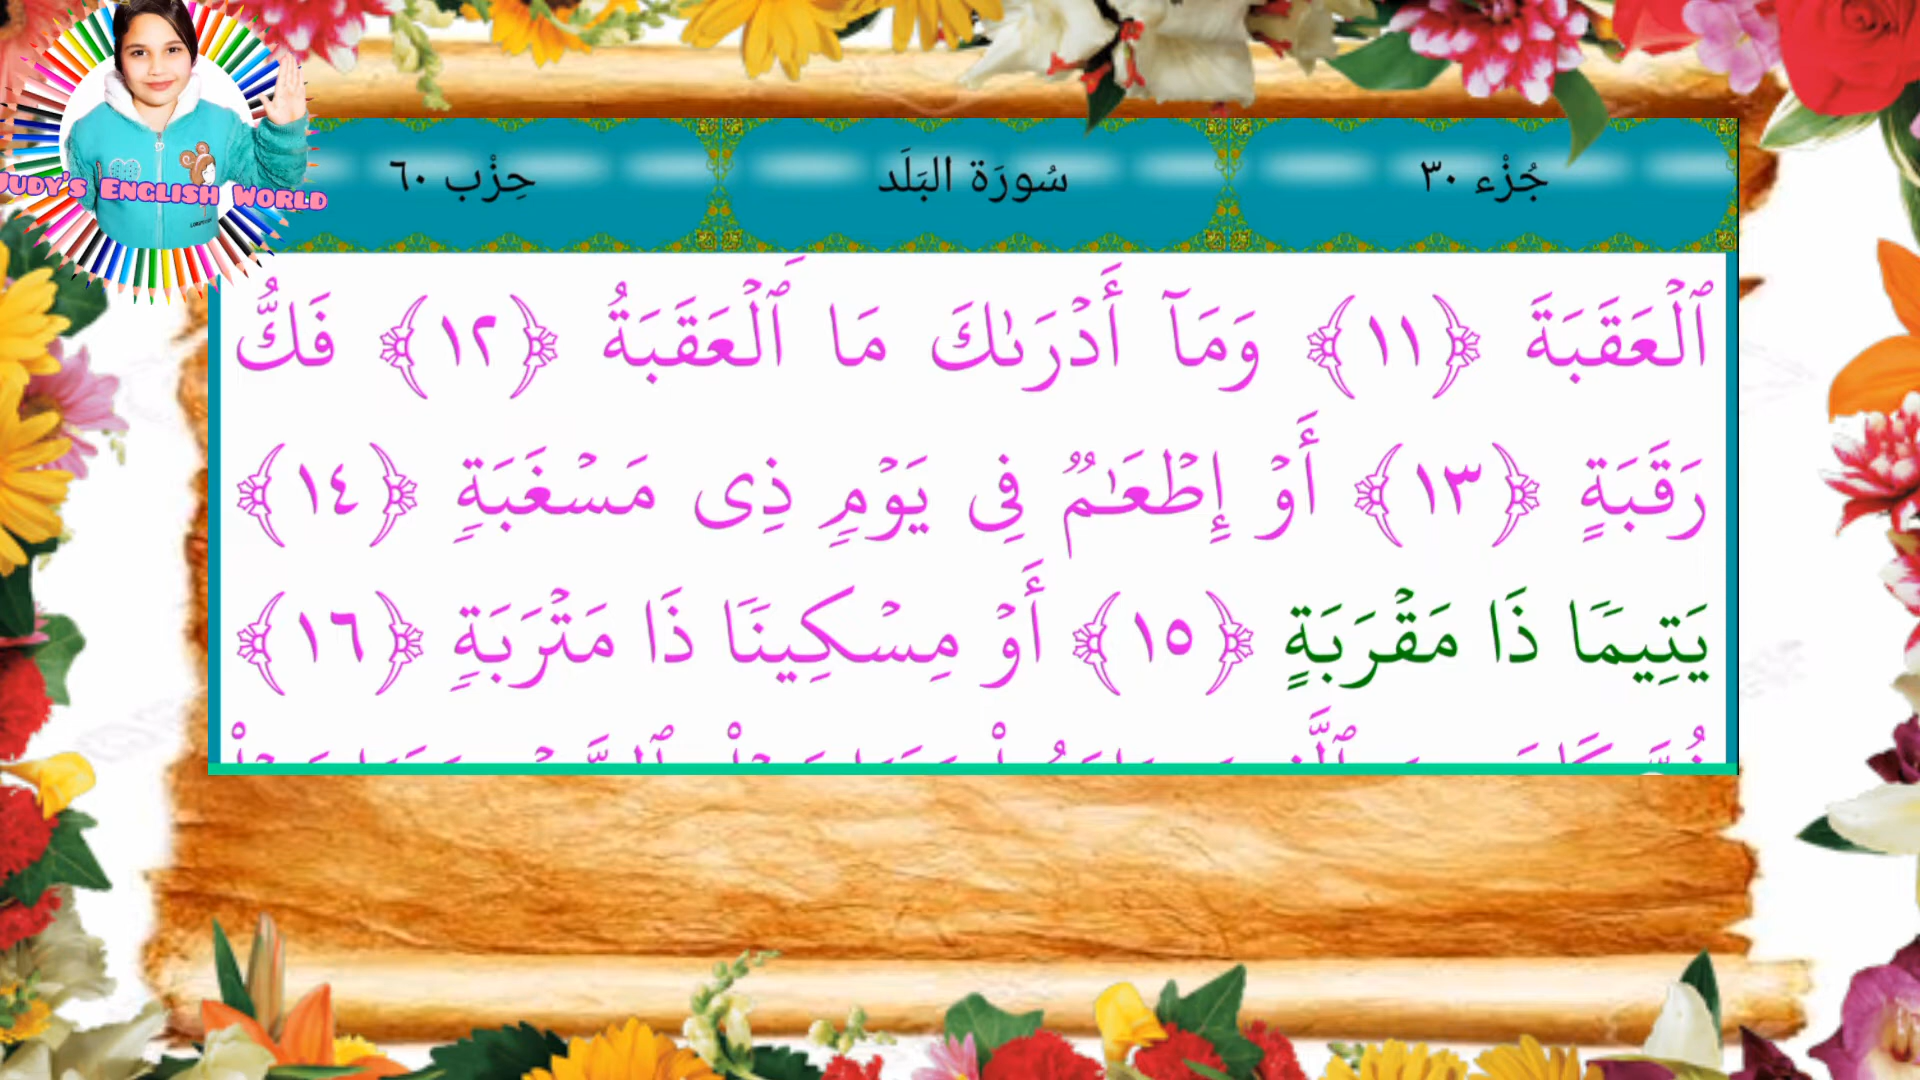 JUDY'S ENGLISH WORLD
جُزْء ٣٠ سُورَة البَلَد حِزْب ٦٠
ٱلْعَقَبَةَ ﴿١١﴾ وَمَآ أَدْرَىٰكَ مَا ٱلْعَقَبَةُ ﴿١٢﴾ فَكُّ
رَقَبَةٍ ﴿١٣﴾ أَوْ إِطْعَـٰمٌ فِى يَوْمٍ ذِى مَسْغَبَةٍ ﴿١٤﴾
يَتِيمًا ذَا مَقْرَبَةٍ ﴿١٥﴾ أَوْ مِسْكِينًا ذَا مَتْرَبَةٍ ﴿١٦﴾